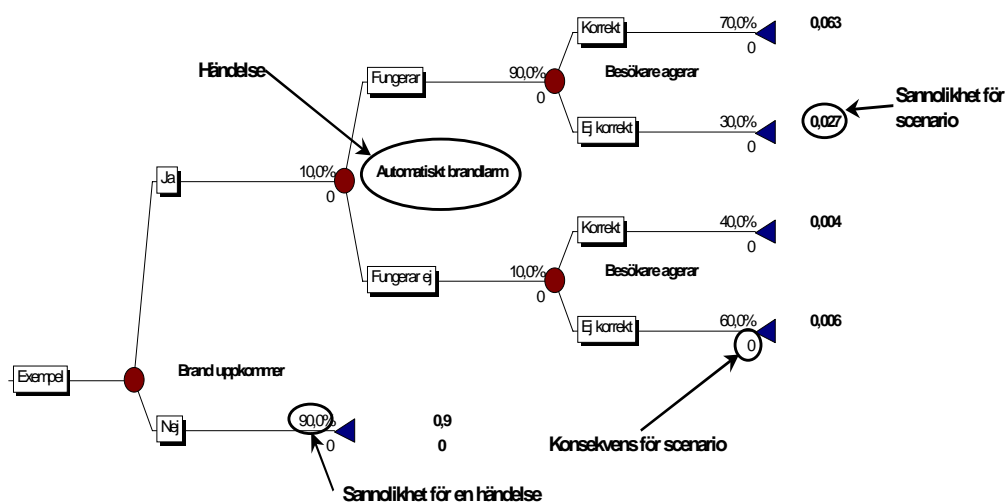 Korrekt
70,0%
0,063
0
Händelse
Fungerar
90,0%
Besökare agerar
0
Sannolikhet för
scenario
Ej korrekt
30,0%
0,027
0
Ja
10,0%
Automatiskt brandlarm
0
Korrekt
40,0%
0,004
0
Fungerar ej
10,0%
Besökare agerar
0
Ej korrekt
60,0%
0,006
0
Exempel
Brand uppkommer
Nej
90,0%
0,9
0
0
Konsekvens för scenario
Sannolikhet för en händelse